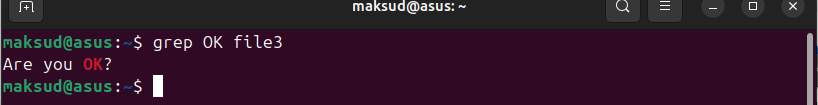 maksud@asus: ~
maksud@asus:~$ grep OK file3
Are you OK?
maksud@asus:~$